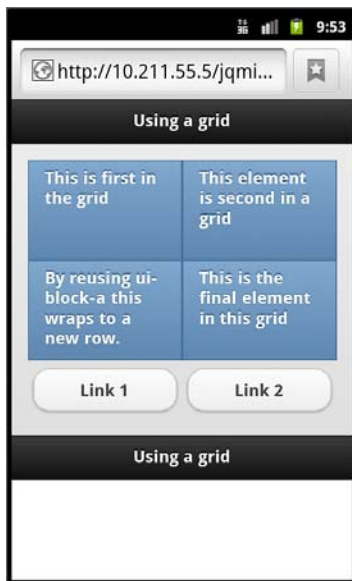 3G 9:53
http://10.211.55.5/jqmi...
Using a grid
This is first in
the grid
This element
is second in a
grid
By reusing ui-
block-a this
wraps to a
new row.
This is the
final element
in this grid
Link 1
Link 2
Using a grid